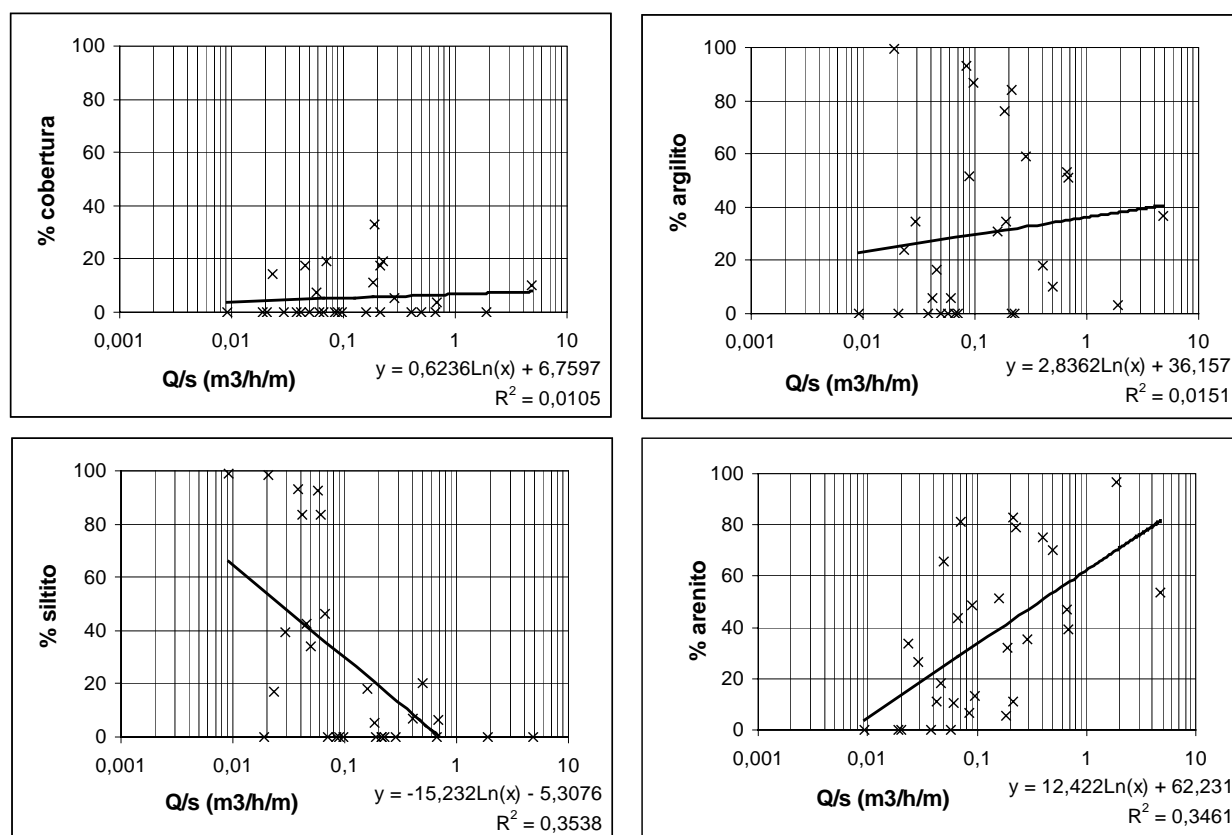 % cobertura
100
80
60
40
20
0
0,001 0,01 0,1 1 10
Q/s (m3/h/m)
y = 0,6236Ln(x) + 6,7597
R² = 0,0105
% argilito
100
80
60
40
20
0
0,001 0,01 0,1 1 10
Q/s (m3/h/m)
y = 2,8362Ln(x) + 36,157
R² = 0,0151
% siltito
100
80
60
40
20
0
0,001 0,01 0,1 1 10
Q/s (m3/h/m)
y = -15,232Ln(x) - 5,3076
R² = 0,3538
% arenito
100
80
60
40
20
0
0,001 0,01 0,1 1 10
Q/s (m3/h/m)
y = 12,422Ln(x) + 62,231
R² = 0,3461